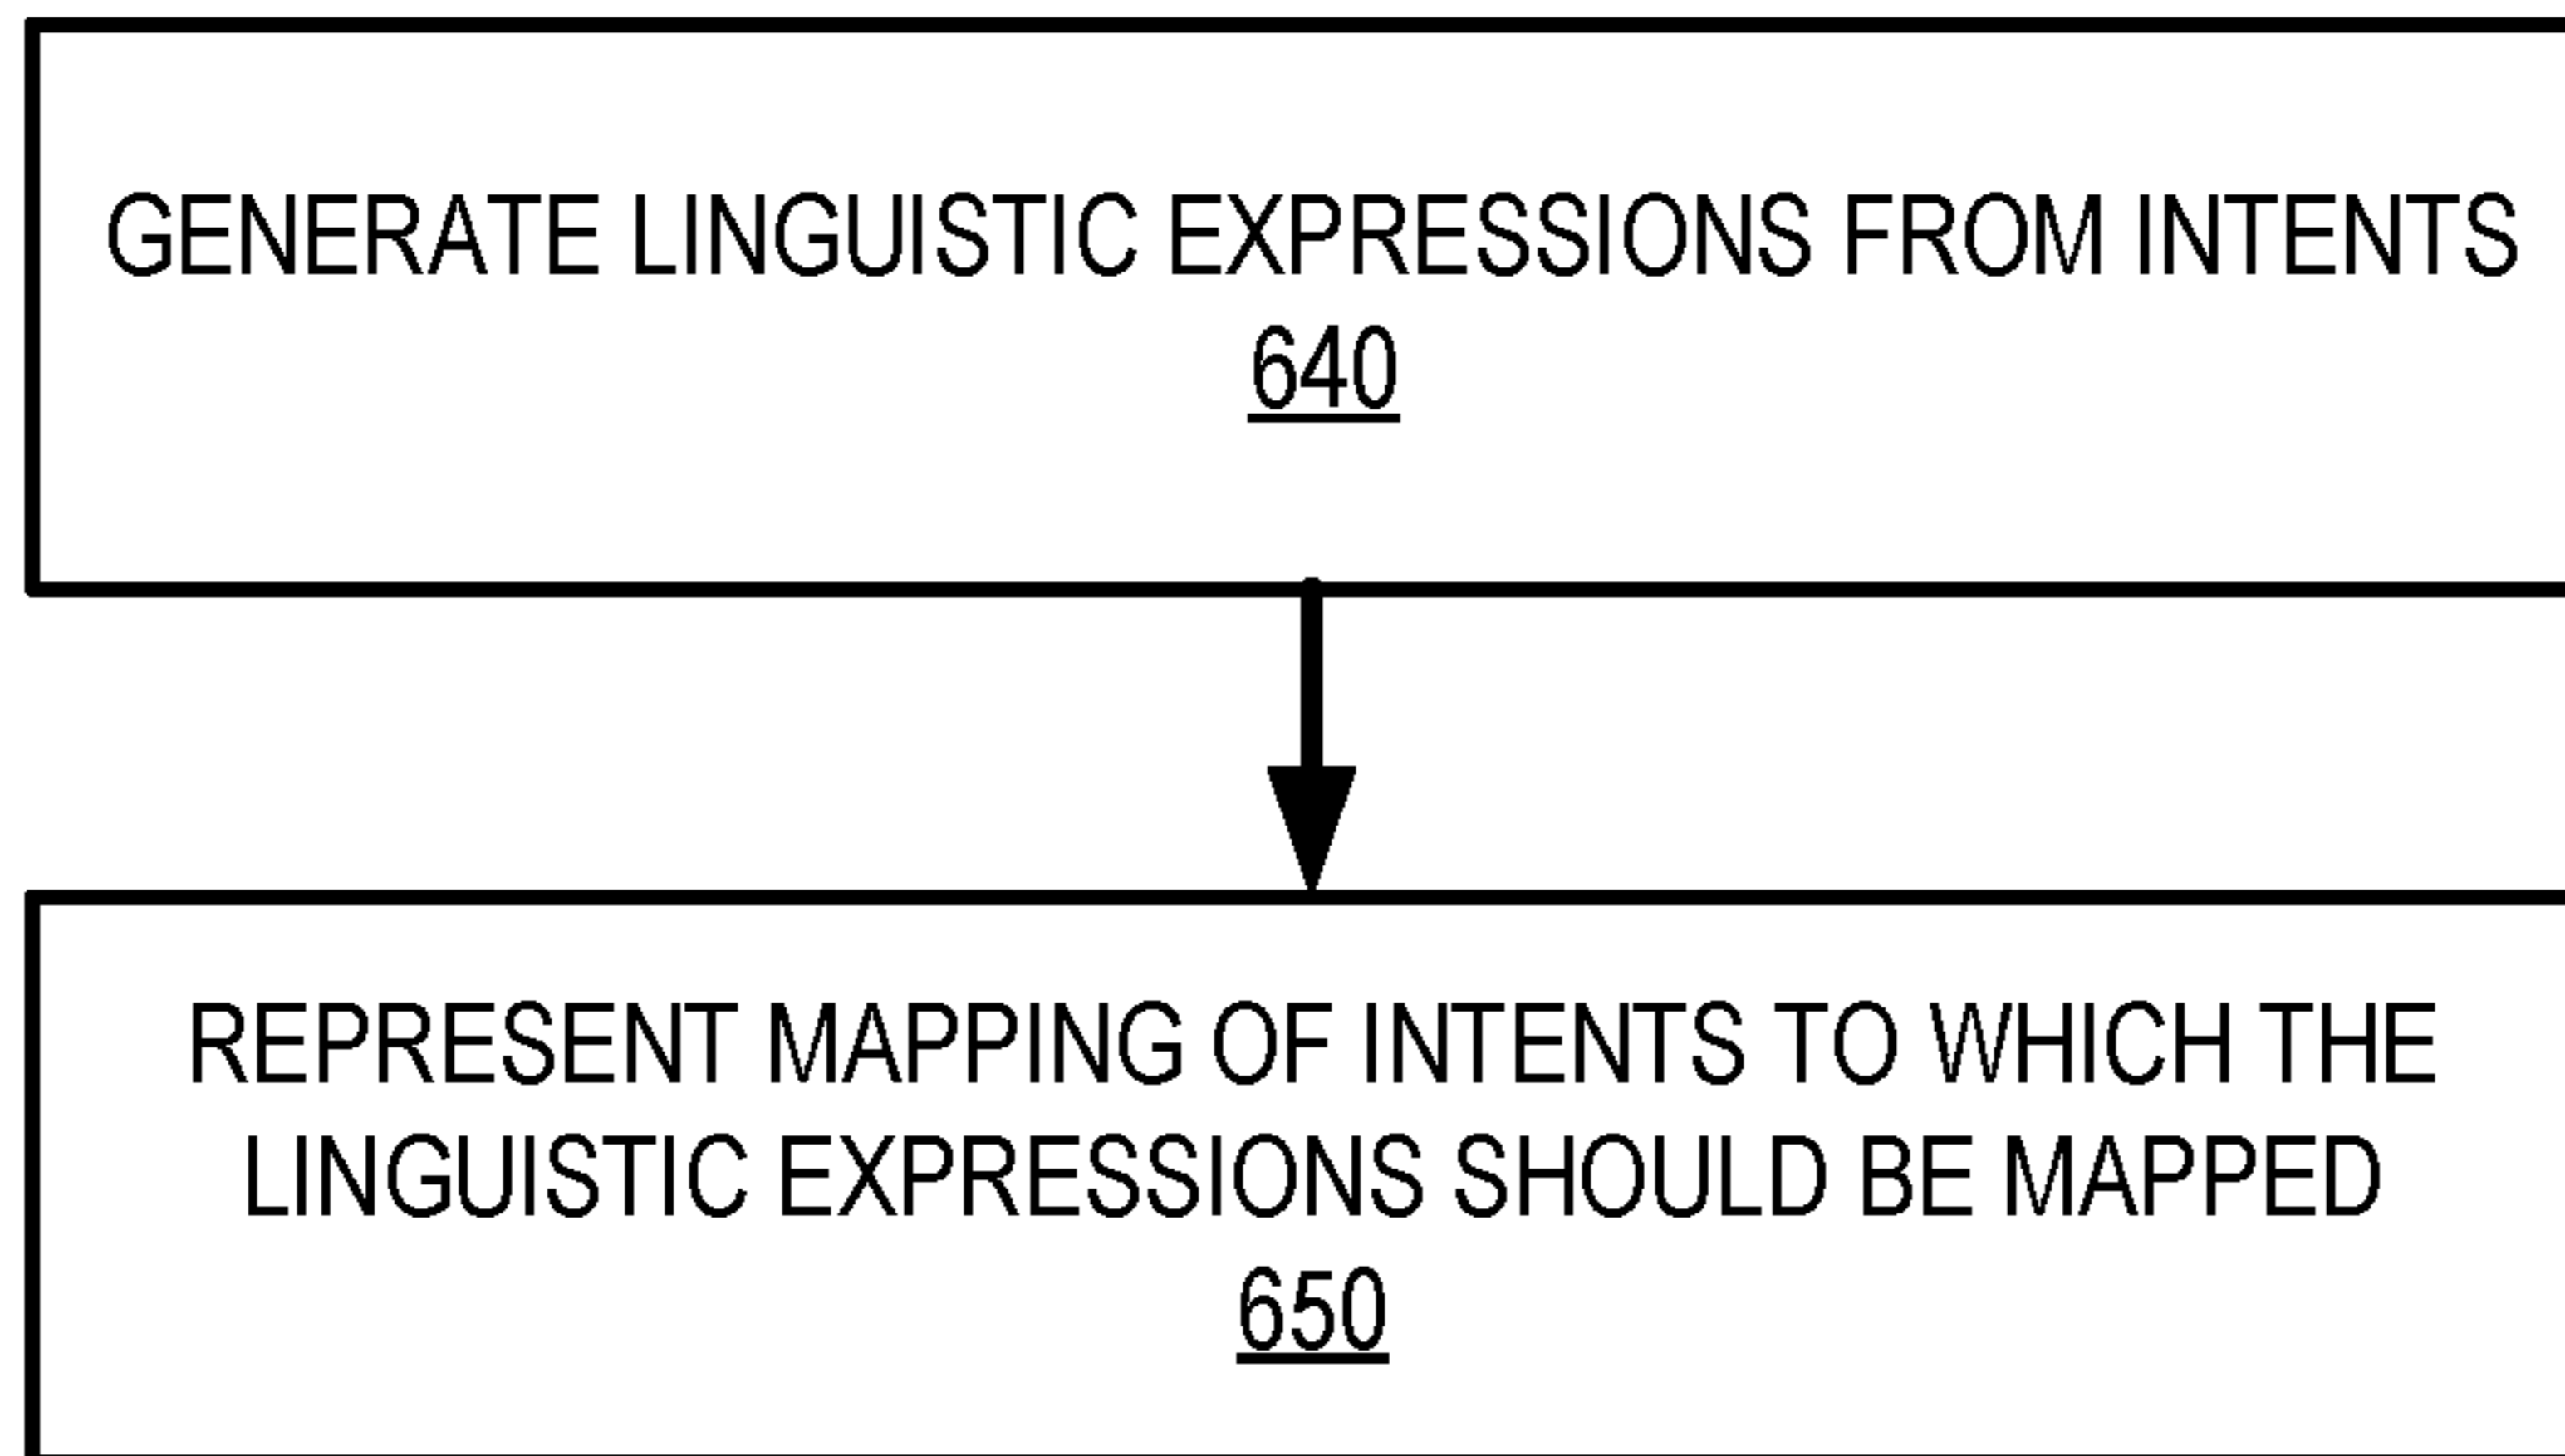 GENERATE LINGUISTIC EXPRESSIONS FROM INTENTS
640
REPRESENT MAPPING OF INTENTS TO WHICH THE
LINGUISTIC EXPRESSIONS SHOULD BE MAPPED
650